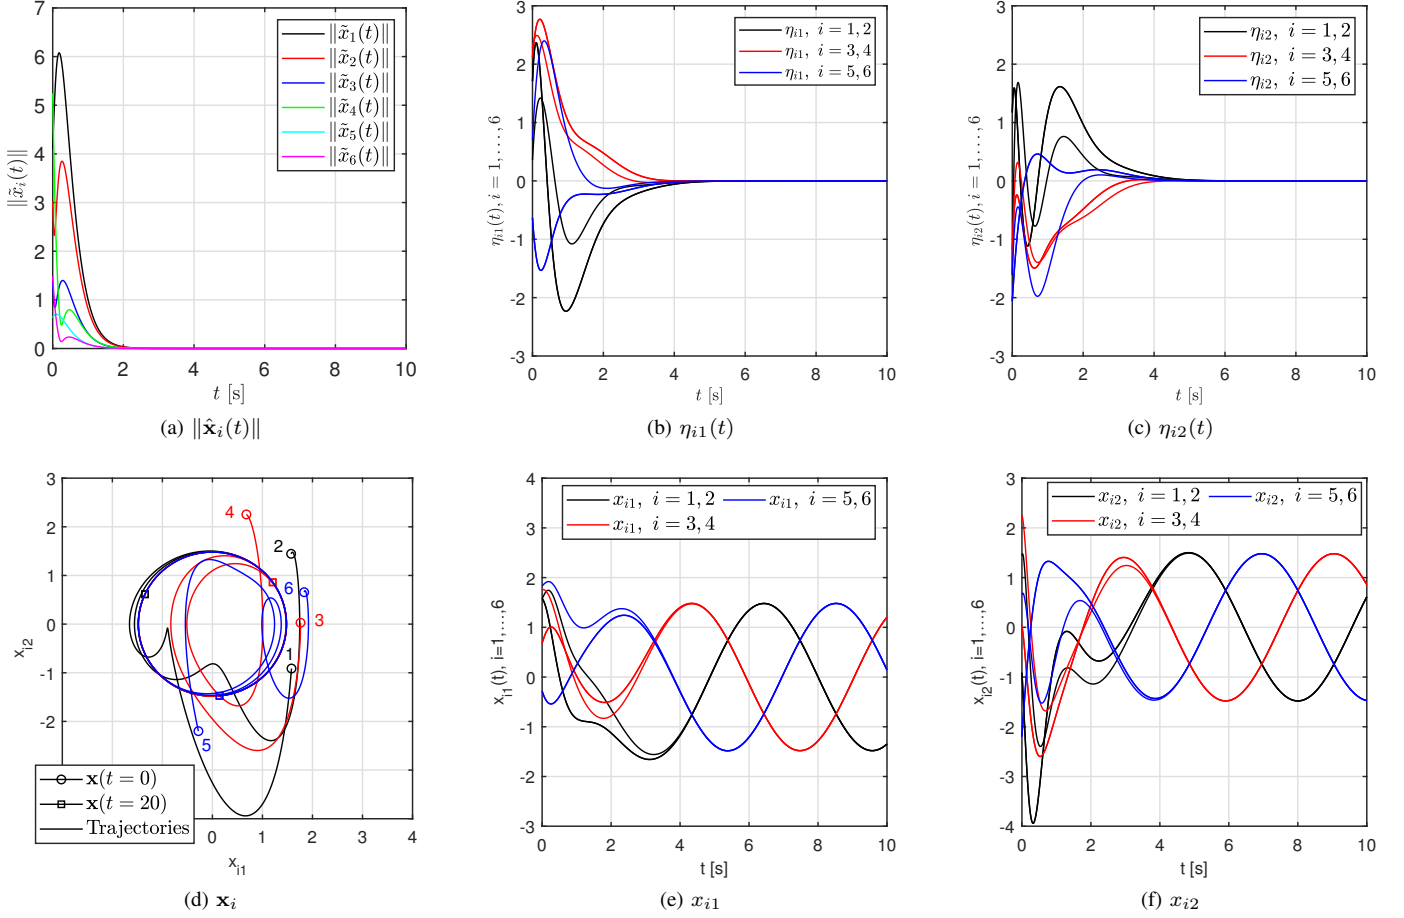 7
6
5
4
3
2
1
0
0
2
4
6
8
10
‖x̃i(t)‖
t [s]
‖x̃1(t)‖
‖x̃2(t)‖
‖x̃3(t)‖
‖x̃4(t)‖
‖x̃5(t)‖
‖x̃6(t)‖
(a) ‖x̂i(t)‖
3
2
1
0
-1
-2
-3
0
2
4
6
8
10
ηi1(t), i = 1, . . . , 6
t [s]
ηi1, i = 1, 2
ηi1, i = 3, 4
ηi1, i = 5, 6
(b) ηi1(t)
3
2
1
0
-1
-2
-3
0
2
4
6
8
10
ηi2(t), i = 1, . . . , 6
t [s]
ηi2, i = 1, 2
ηi2, i = 3, 4
ηi2, i = 5, 6
(c) ηi2(t)
3
2
1
0
-1
-2
0
1
2
3
4
xi2
xi1
4
2
6
3
1
5
x(t = 0)
x(t = 20)
Trajectories
(d) xi
4
3
2
1
0
-1
-2
-3
0
2
4
6
8
10
xi1(t), i=1,...,6
t [s]
xi1, i = 1, 2
xi1, i = 5, 6
xi1, i = 3, 4
(e) xi1
3
2
1
0
-1
-2
-3
-4
0
2
4
6
8
10
xi2(t), i=1,...,6
t [s]
xi2, i = 1, 2
xi2, i = 5, 6
xi2, i = 3, 4
(f) xi2